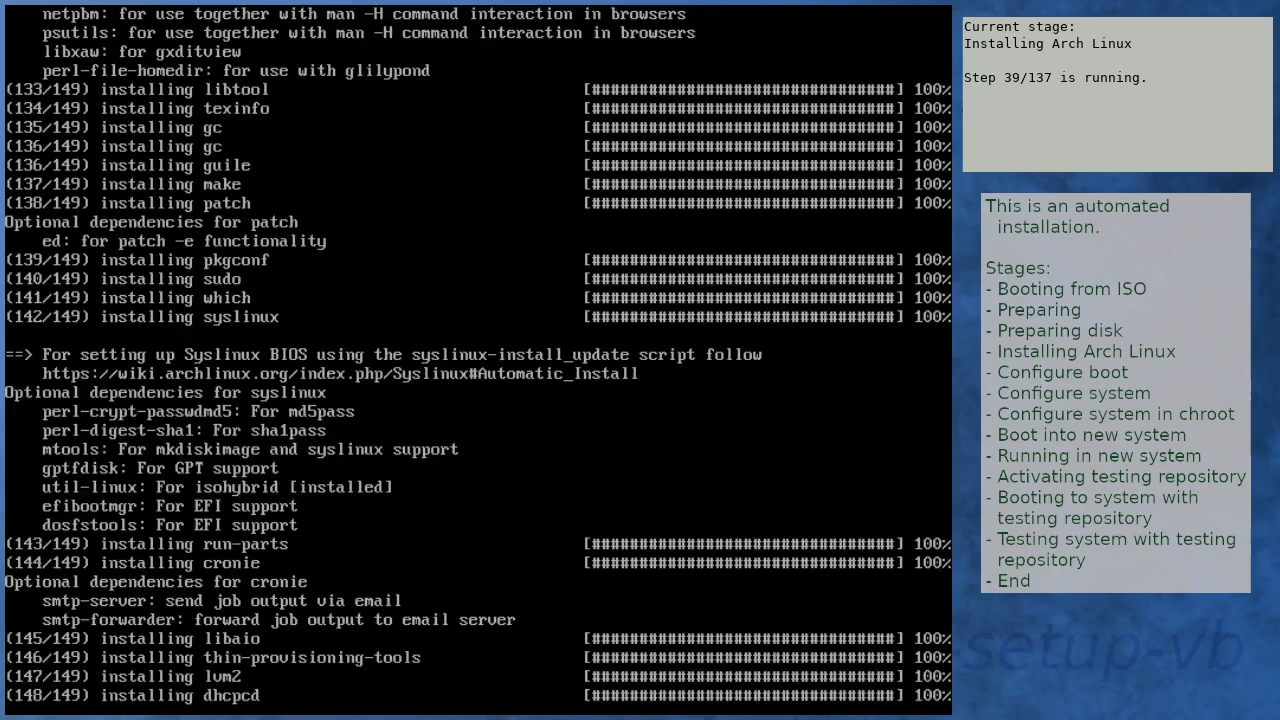 netpbm: for use together with man -H command interaction in browsers
psutils: for use together with man -H command interaction in browsers
libxaw: for gxditview
perl-file-homedir: for use with glilypond
(133/149) installing libtool [################################] 100%
(134/149) installing texinfo [################################] 100%
(135/149) installing gc [################################] 100%
(136/149) installing gc [################################] 100%
(136/149) installing guile [################################] 100%
(137/149) installing make [################################] 100%
(138/149) installing patch [################################] 100%
Optional dependencies for patch
ed: for patch -e functionality
(139/149) installing pkgconf [################################] 100%
(140/149) installing sudo [################################] 100%
(141/149) installing which [################################] 100%
(142/149) installing syslinux [################################] 100%
==> For setting up Syslinux BIOS using the syslinux-install_update script follow
https://wiki.archlinux.org/index.php/Syslinux#Automatic_Install
Optional dependencies for syslinux
perl-crypt-passwdmd5: For md5pass
perl-digest-sha1: For sha1pass
mtools: For mkdiskimage and syslinux support
gptfdisk: For GPT support
util-linux: For isohybrid [installed]
efibootmgr: For EFI support
dosfstools: For EFI support
(143/149) installing run-parts [################################] 100%
(144/149) installing cronie [################################] 100%
Optional dependencies for cronie
smtp-server: send job output via email
smtp-forwarder: forward job output to email server
(145/149) installing libaio [################################] 100%
(146/149) installing thin-provisioning-tools [################################] 100%
(147/149) installing lvm2 [################################] 100%
(148/149) installing dhcpcd [################################] 100%
Current stage:
Installing Arch Linux
Step 39/137 is running.
This is an automated
installation.
Stages:
- Booting from ISO
- Preparing
- Preparing disk
- Installing Arch Linux
- Configure boot
- Configure system
- Configure system in chroot
- Boot into new system
- Running in new system
- Activating testing repository
- Booting to system with
testing repository
- Testing system with testing
repository
- End
setup-vb